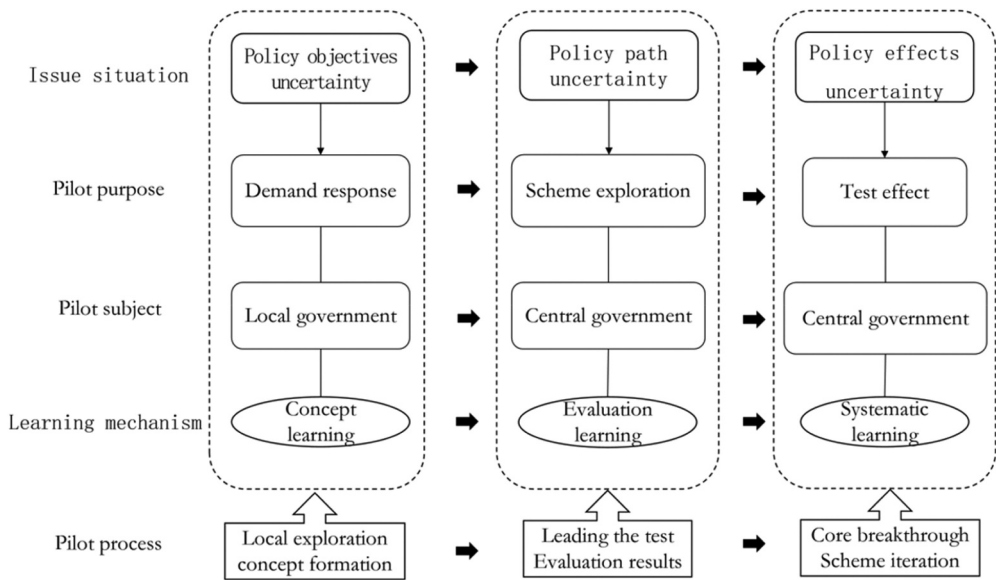 Issue situation
Policy objectives
uncertainty
Policy path
uncertainty
Policy effects
uncertainty
Pilot purpose
Demand response
Scheme exploration
Test effect
Pilot subject
Local government
Central government
Central government
Learning mechanism
Concept
learning
Evaluation
learning
Systematic
learning
Pilot process
Local exploration
concept formation
Leading the test
Evaluation results
Core breakthrough
Scheme iteration